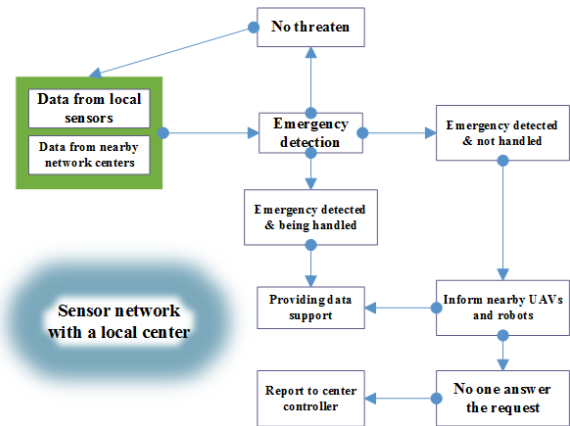 No threaten
Data from local
sensors
Data from nearby
network centers
Emergency
detection
Emergency detected
& not handled
Emergency detected
& being handled
Sensor network
with a local center
Providing data
support
Inform nearby UAVs
and robots
Report to center
controller
No one answer
the request